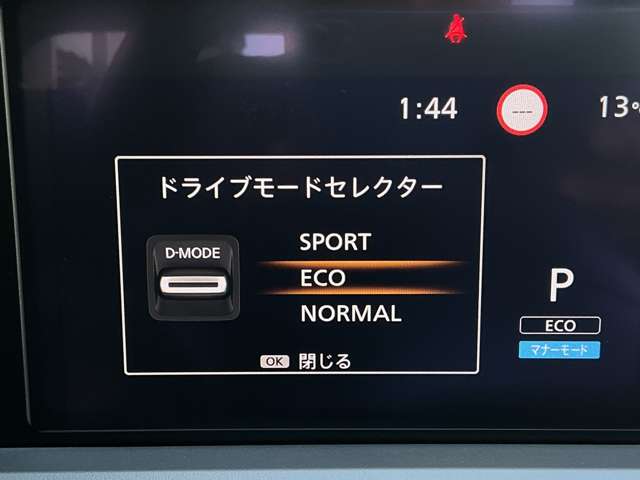 1:44
---
13
ドライブモードセレクター
D-MODE
SPORT
ECO
NORMAL
OK 閉じる
P
ECO
マナーモード